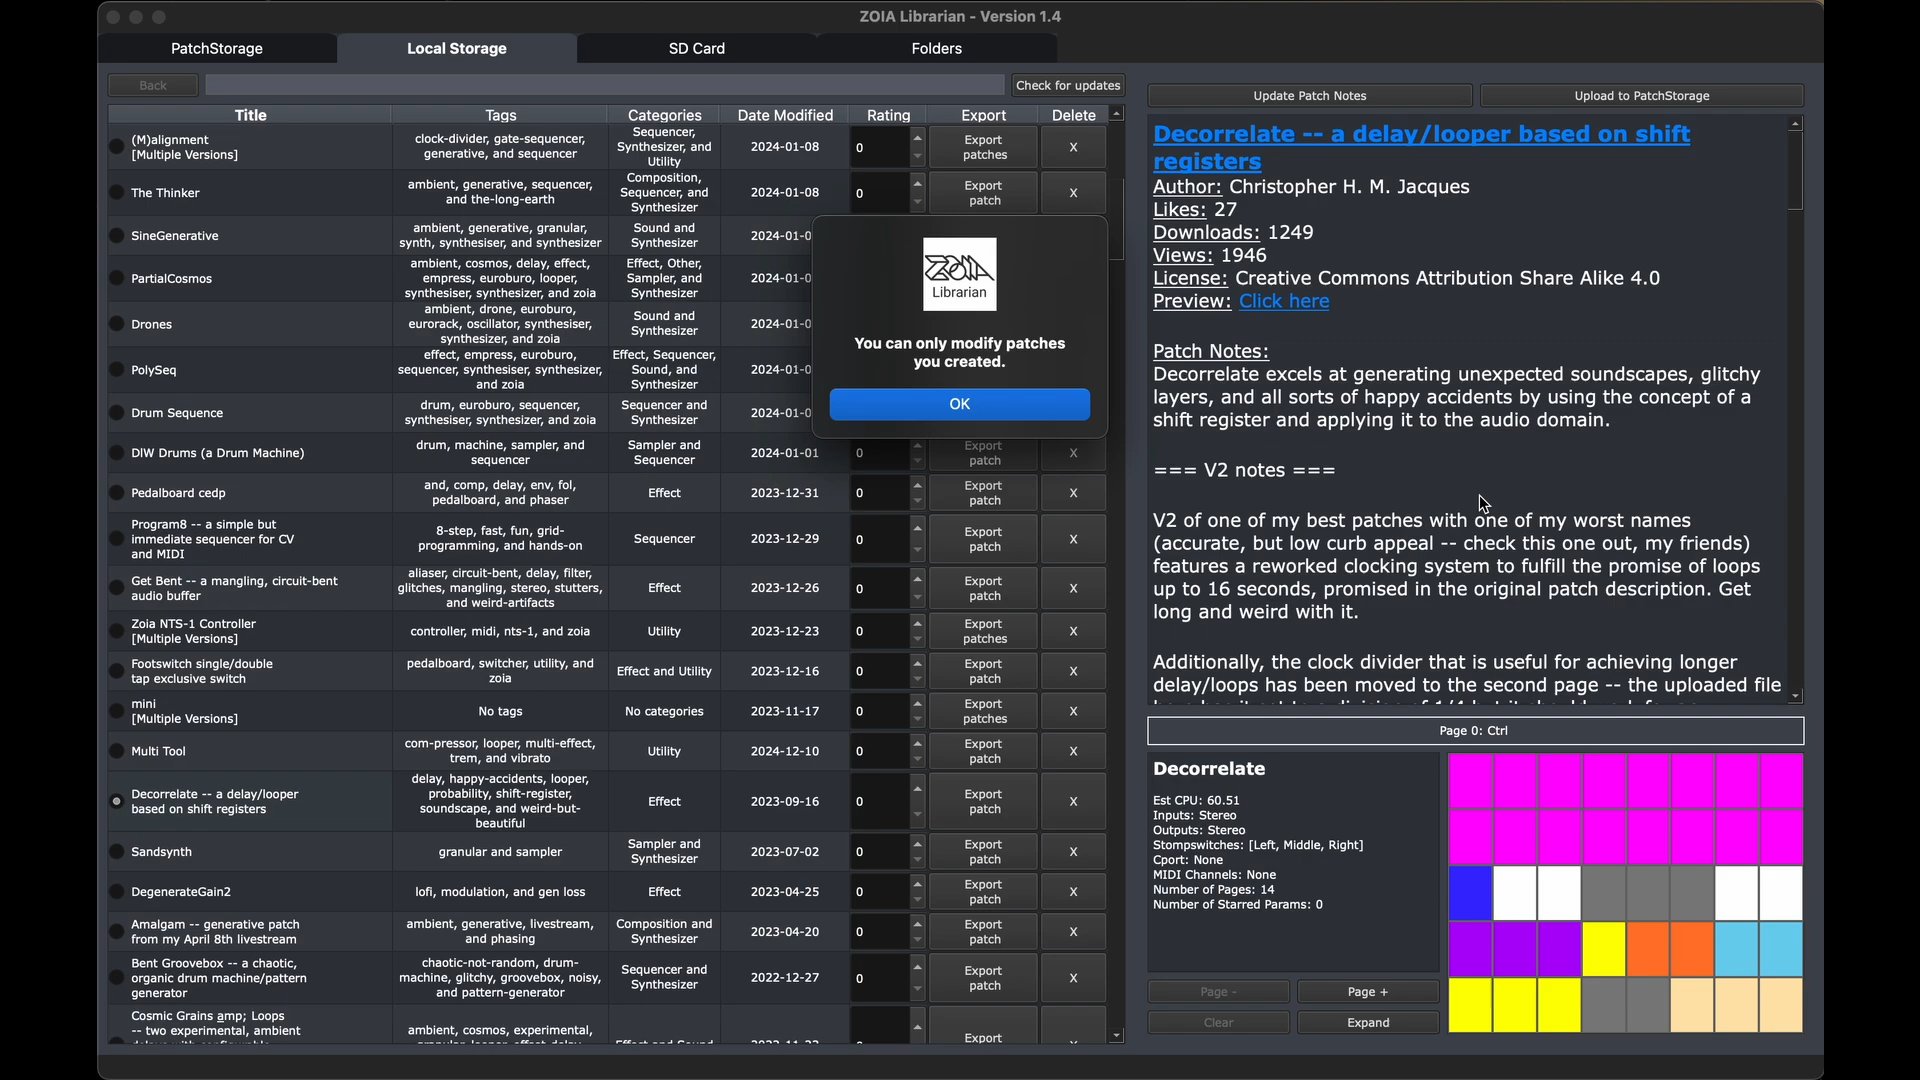 ZOIA Librarian - Version 1.4
PatchStorage
Local Storage
SD Card
Folders
Back
Check for updates
Title
Tags
Categories
Date Modified
Rating
Export
Delete
(M)alignment
[Multiple Versions]
clock-divider, gate-sequencer,
generative, and sequencer
Sequencer,
Synthesizer, and
Utility
2024-01-08
0
Export
patches
X
The Thinker
ambient, generative, sequencer,
and the-long-earth
Composition,
Sequencer, and
Synthesizer
2024-01-08
0
Export
patch
X
SineGenerative
ambient, generative, granular,
synth, synthesiser, and synthesizer
Sound and
Synthesizer
2024-01-0
PartialCosmos
ambient, cosmos, delay, effect,
empress, euroburo, looper,
synthesiser, synthesizer, and zoia
Effect, Other,
Sampler, and
Synthesizer
2024-01-0
Drones
ambient, drone, euroburo,
eurorack, oscillator, synthesiser,
synthesizer, and zoia
Sound and
Synthesizer
2024-01-0
PolySeq
effect, empress, euroburo,
sequencer, synthesiser, synthesizer,
and zoia
Effect, Sequencer,
Sound, and
Synthesizer
2024-01-0
Drum Sequence
drum, euroburo, sequencer,
synthesiser, synthesizer, and zoia
Sequencer and
Synthesizer
2024-01-0
DIW Drums (a Drum Machine)
drum, machine, sampler, and
sequencer
Sampler and
Sequencer
2024-01-01
0
Export
patch
X
Pedalboard cedp
and, comp, delay, env, fol,
pedalboard, and phaser
Effect
2023-12-31
0
Export
patch
X
Program8 -- a simple but
immediate sequencer for CV
and MIDI
8-step, fast, fun, grid-
programming, and hands-on
Sequencer
2023-12-29
0
Export
patch
X
Get Bent -- a mangling, circuit-bent
audio buffer
aliaser, circuit-bent, delay, filter,
glitches, mangling, stereo, stutters,
and weird-artifacts
Effect
2023-12-26
0
Export
patch
X
Zoia NTS-1 Controller
[Multiple Versions]
controller, midi, nts-1, and zoia
Utility
2023-12-23
0
Export
patches
X
Footswitch single/double
tap exclusive switch
pedalboard, switcher, utility, and
zoia
Effect and Utility
2023-12-16
0
Export
patch
X
mini
[Multiple Versions]
No tags
No categories
2023-11-17
0
Export
patches
X
Multi Tool
com-pressor, looper, multi-effect,
trem, and vibrato
Utility
2024-12-10
0
Export
patch
X
Decorrelate -- a delay/looper
based on shift registers
delay, happy-accidents, looper,
probability, shift-register,
soundscape, and weird-but-
beautiful
Effect
2023-09-16
0
Export
patch
X
Sandsynth
granular and sampler
Sampler and
Synthesizer
2023-07-02
0
Export
patch
X
DegenerateGain2
lofi, modulation, and gen loss
Effect
2023-04-25
0
Export
patch
X
Amalgam -- generative patch
from my April 8th livestream
ambient, generative, livestream,
and phasing
Composition and
Synthesizer
2023-04-20
0
Export
patch
X
Bent Groovebox -- a chaotic,
organic drum machine/pattern
generator
chaotic-not-random, drum-
machine, glitchy, groovebox, noisy,
and pattern-generator
Sequencer and
Synthesizer
2022-12-27
0
Export
patch
X
Cosmic Grains amp; Loops
-- two experimental, ambient
ambient, cosmos, experimental,
Export
ZOIA
Librarian
You can only modify patches
you created.
OK
Update Patch Notes
Upload to PatchStorage
Decorrelate -- a delay/looper based on shift
registers
Author: Christopher H. M. Jacques
Likes: 27
Downloads: 1249
Views: 1946
License: Creative Commons Attribution Share Alike 4.0
Preview: Click here
Patch Notes:
Decorrelate excels at generating unexpected soundscapes, glitchy
layers, and all sorts of happy accidents by using the concept of a
shift register and applying it to the audio domain.
=== V2 notes ===
V2 of one of my best patches with one of my worst names
(accurate, but low curb appeal -- check this one out, my friends)
features a reworked clocking system to fulfill the promise of loops
up to 16 seconds, promised in the original patch description. Get
long and weird with it.
Additionally, the clock divider that is useful for achieving longer
delay/loops has been moved to the second page -- the uploaded file
Page 0: Ctrl
Decorrelate
Est CPU: 60.51
Inputs: Stereo
Outputs: Stereo
Stompswitches: [Left, Middle, Right]
Cport: None
MIDI Channels: None
Number of Pages: 14
Number of Starred Params: 0
Page -
Page +
Clear
Expand